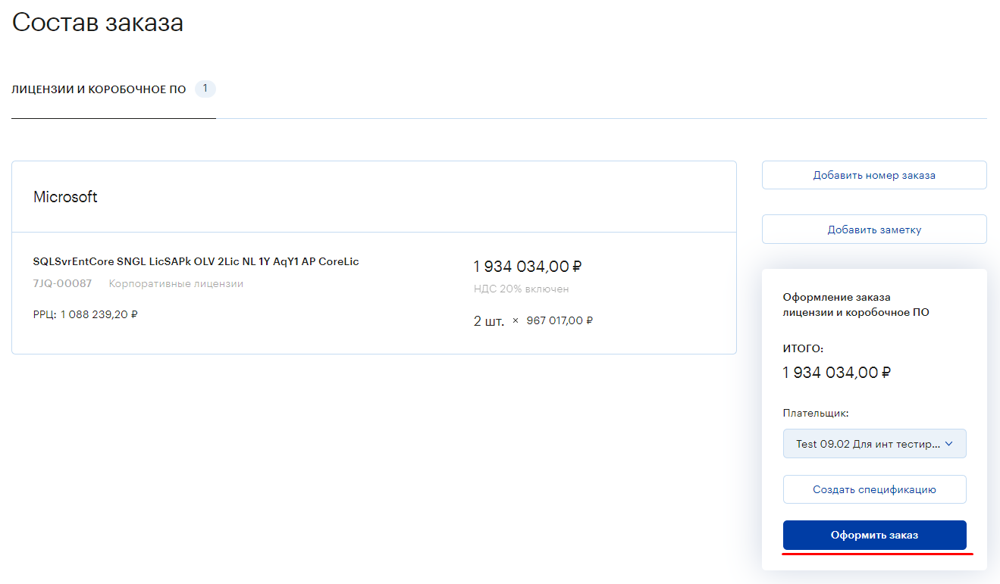 Состав заказа
ЛИЦЕНЗИИ И КОРОБОЧНОЕ ПО 1
Microsoft
SQLSvrEntCore SNGL LicSAPk OLV 2Lic NL 1Y AqY1 AP CoreLic
7JQ-00087 Корпоративные лицензии
РРЦ: 1 088 239,20 ₽
1 934 034,00 ₽
НДС 20% включен
2 шт. × 967 017,00 ₽
Добавить номер заказа
Добавить заметку
Оформление заказа
лицензии и коробочное ПО
ИТОГО:
1 934 034,00 ₽
Плательщик:
Test 09.02 Для инт тестир...
Создать спецификацию
Оформить заказ